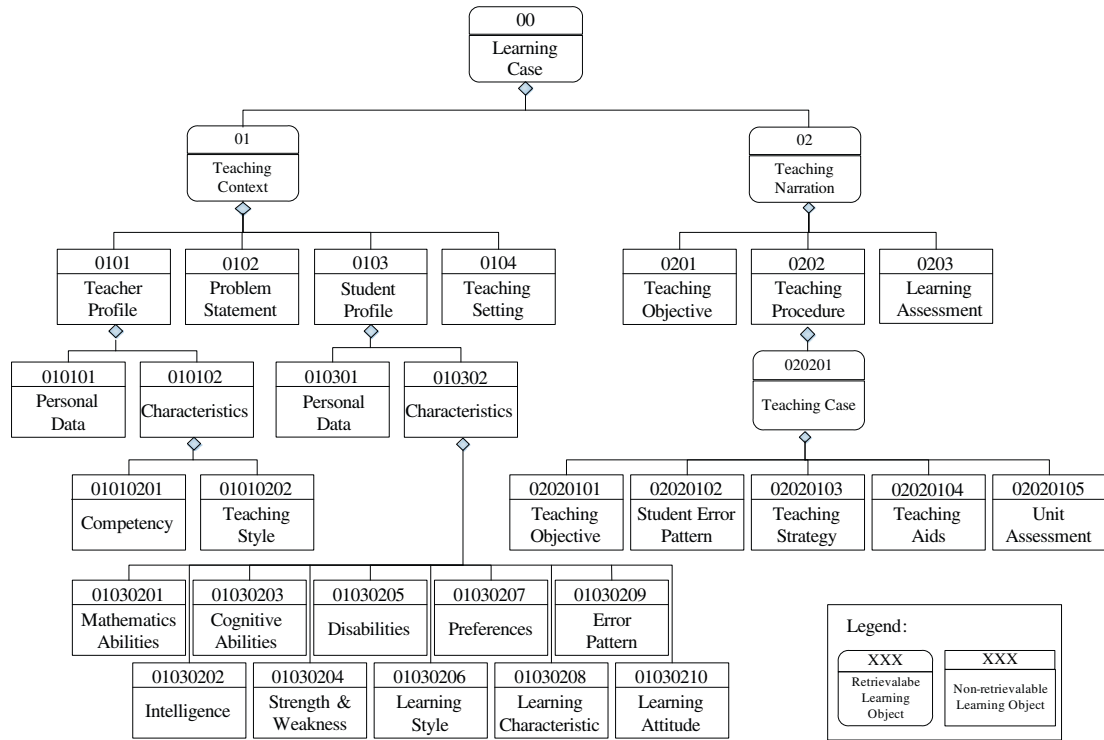 00
Learning
Case
01
Teaching
Context
02
Teaching
Narration
0101
Teacher
Profile
0102
Problem
Statement
0103
Student
Profile
0104
Teaching
Setting
0201
Teaching
Objective
0202
Teaching
Procedure
0203
Learning
Assessment
010101
Personal
Data
010102
Characteristics
010301
Personal
Data
010302
Characteristics
020201
Teaching Case
01010201
Competency
01010202
Teaching
Style
02020101
Teaching
Objective
02020102
Student Error
Pattern
02020103
Teaching
Strategy
02020104
Teaching
Aids
02020105
Unit
Assessment
01030201
Mathematics
Abilities
01030203
Cognitive
Abilities
01030205
Disabilities
01030207
Preferences
01030209
Error
Pattern
01030202
Intelligence
01030204
Strength &
Weakness
01030206
Learning
Style
01030208
Learning
Characteristic
01030210
Learning
Attitude
Legend:
XXX
Retrievalabe
Learning
Object
XXX
Non-retrievalable
Learning Object